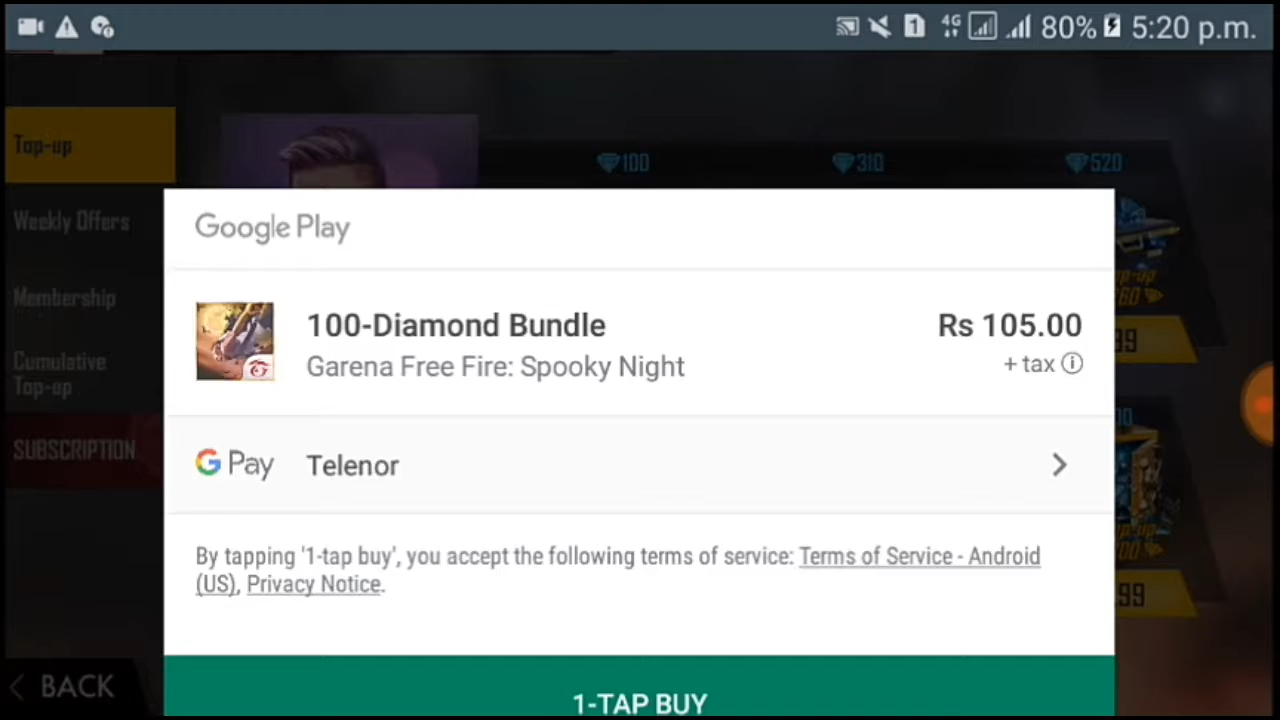 4G 80% 5:20 p.m.
Top-up
100 310 520
Weekly Offers
Google Play
Membership
100-Diamond Bundle Rs 105.00
Garena Free Fire: Spooky Night + tax
Cumulative
Top-up
SUBSCRIPTION
G Pay Telenor
By tapping '1-tap buy', you accept the following terms of service: Terms of Service - Android
(US), Privacy Notice.
99
BACK
1-TAP BUY